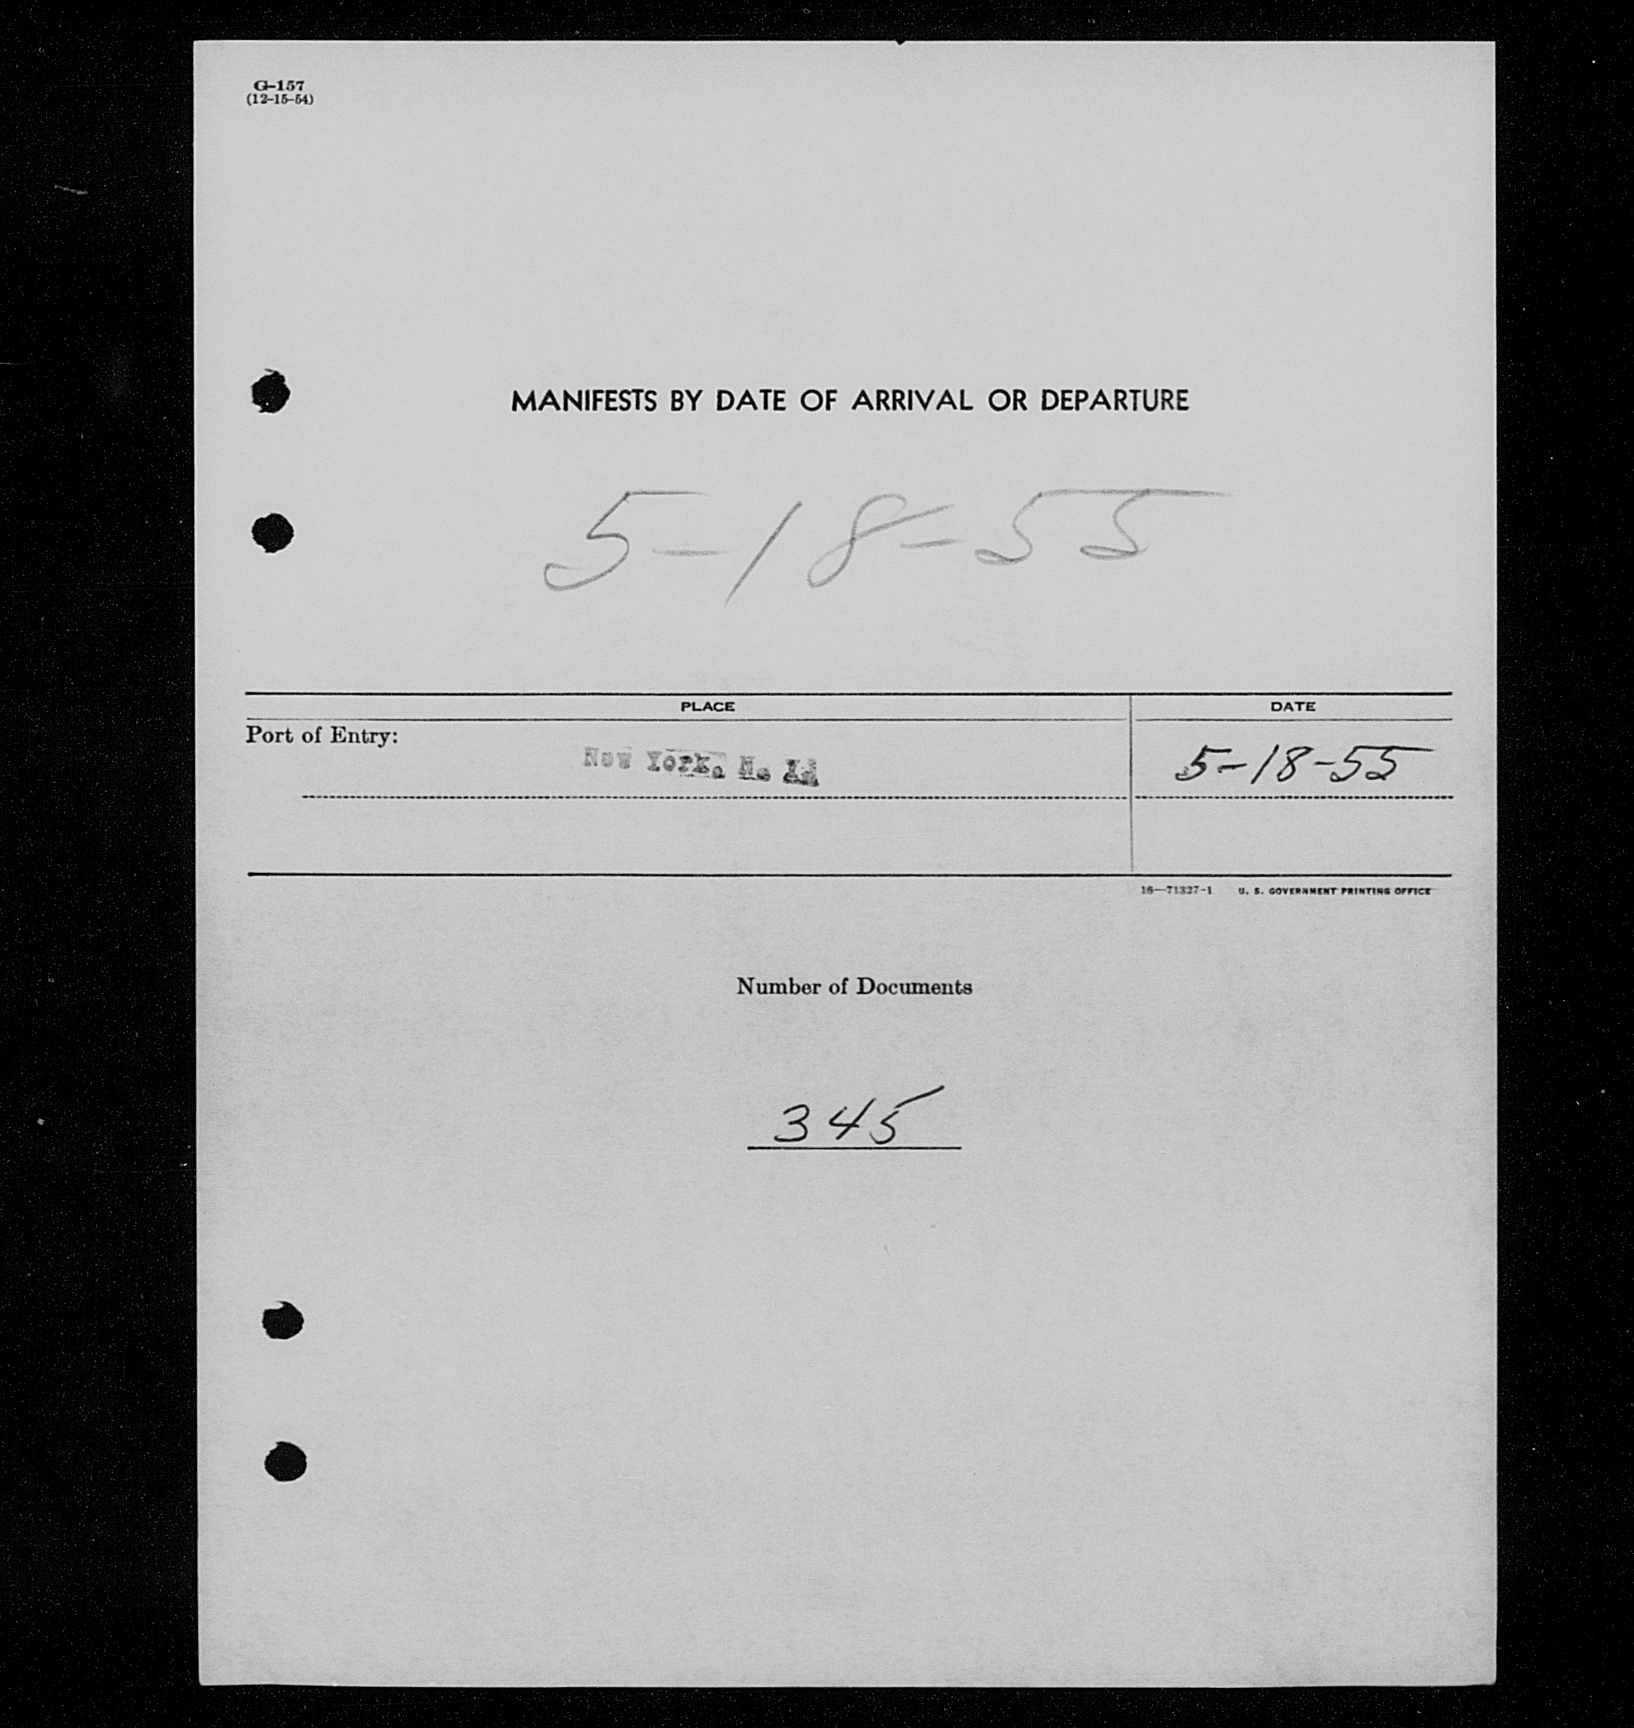 G-157
(12-15-54)
MANIFESTS BY DATE OF ARRIVAL OR DEPARTURE
5-18-55
PLACE DATE
Port of Entry: New York, N. Y. 5-18-55
16—71327-1 U. S. GOVERNMENT PRINTING OFFICE
Number of Documents
345